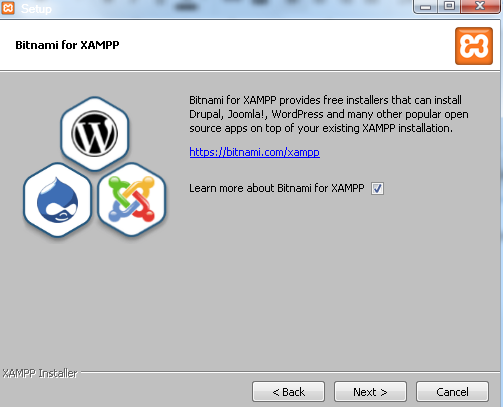 Setup
Bitnami for XAMPP
Bitnami for XAMPP provides free installers that can install
Drupal, Joomla!, WordPress and many other popular open
source apps on top of your existing XAMPP installation.
https://bitnami.com/xampp
Learn more about Bitnami for XAMPP
XAMPP Installer
< Back
Next >
Cancel